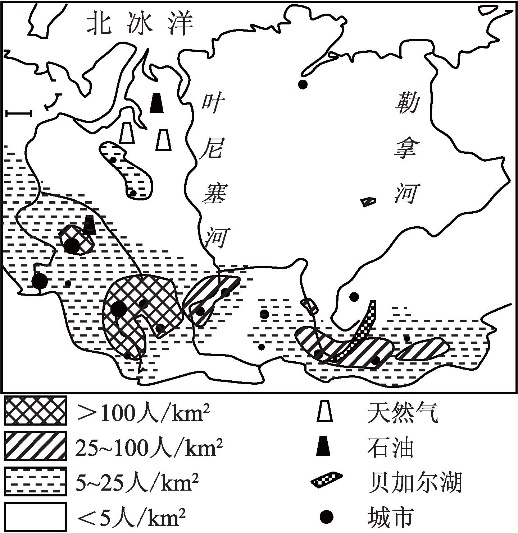 北冰洋
叶尼塞河
勒拿河
>100人/km²
天然气
25~100人/km²
石油
5~25人/km²
贝加尔湖
<5人/km²
城市